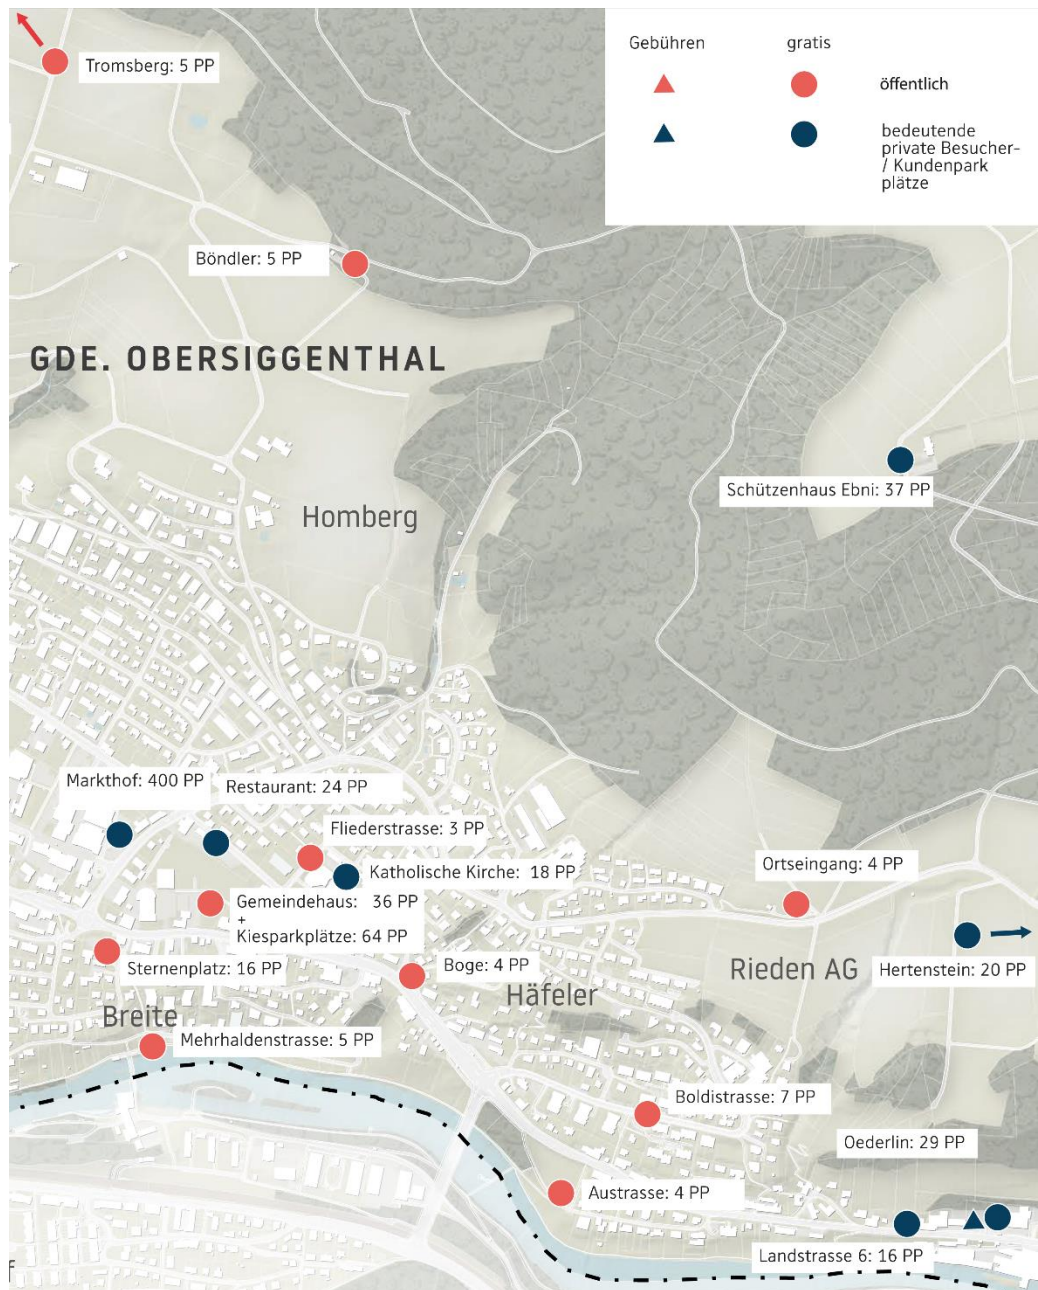 Gebühren
gratis
öffentlich
bedeutende
private Besucher-
/ Kundenpark
plätze
Tromsberg: 5 PP
Böndler: 5 PP
GDE. OBERSIGGENTHAL
Schützenhaus Ebni: 37 PP
Homberg
Markthof: 400 PP
Restaurant: 24 PP
Fliederstrasse: 3 PP
Katholische Kirche: 18 PP
Ortseingang: 4 PP
Gemeindehaus: 36 PP
+
Kiesparkplätze: 64 PP
Sternenplatz: 16 PP
Boge: 4 PP
Rieden AG
Hertenstein: 20 PP
Häfeler
Breite
Mehrhaldenstrasse: 5 PP
Boldistrasse: 7 PP
Oederlin: 29 PP
Austrasse: 4 PP
Landstrasse 6: 16 PP
f